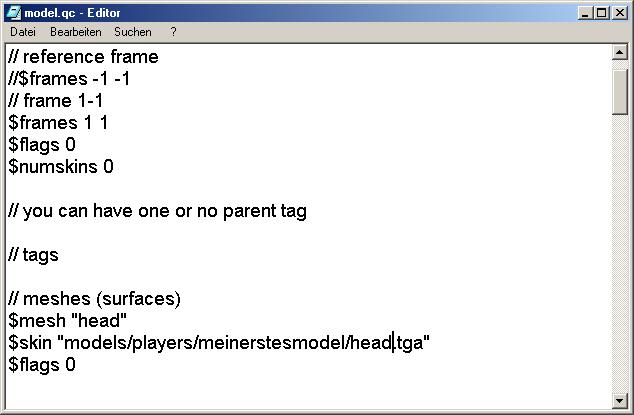 model.qc - Editor
Datei Bearbeiten Suchen ?
// reference frame
//$frames -1 -1
// frame 1-1
$frames 1 1
$flags 0
$numskins 0
// you can have one or no parent tag
// tags
// meshes (surfaces)
$mesh "head"
$skin "models/players/meinerstesmodel/head.tga"
$flags 0